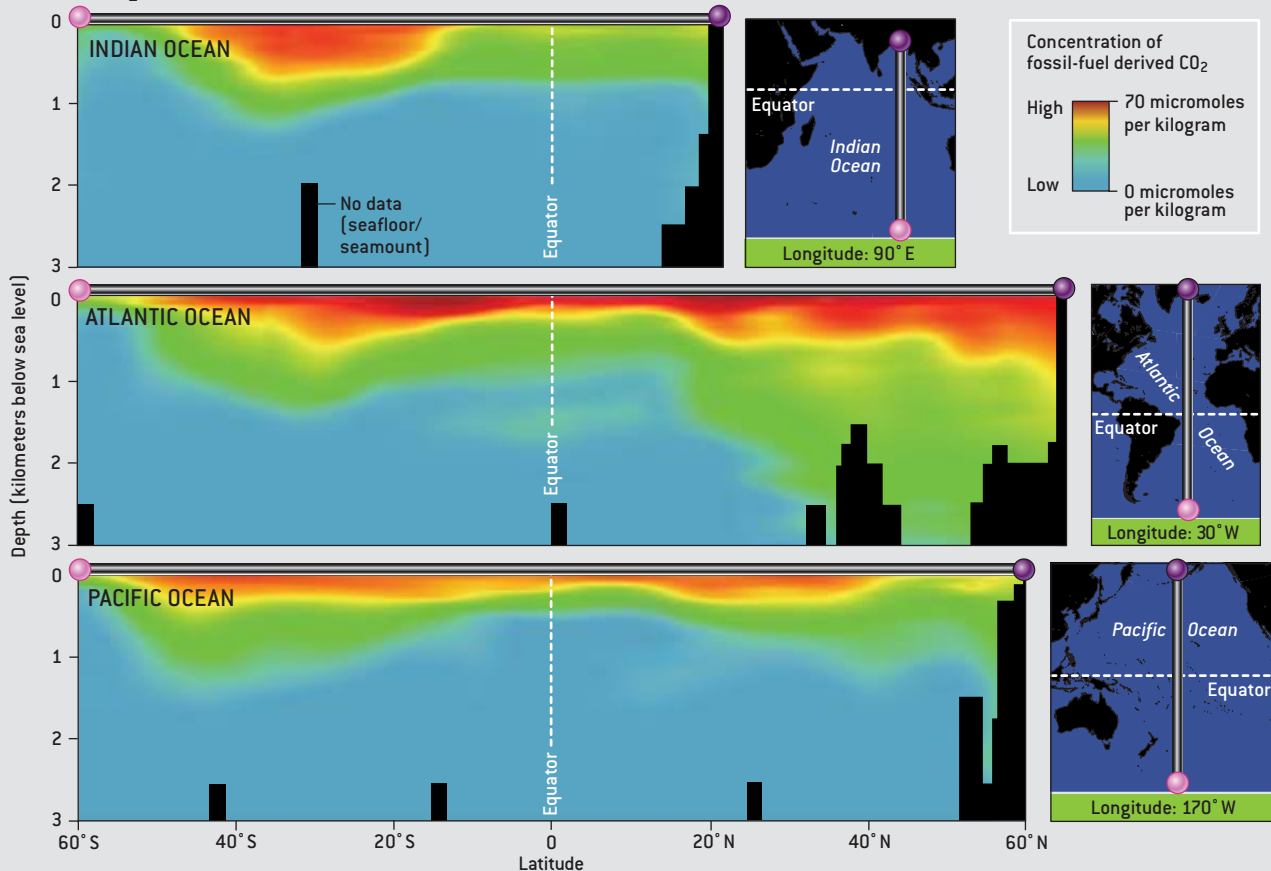 0
INDIAN OCEAN
1
2
3
No data
(seafloor/
seamount)
Equator
Equator
Indian
Ocean
Longitude: 90° E
Concentration of
fossil-fuel derived CO₂
High
70 micromoles
per kilogram
Low
0 micromoles
per kilogram
Depth (kilometers below sea level)
0
ATLANTIC OCEAN
1
2
3
Equator
Atlantic
Equator
Ocean
Longitude: 30° W
0
PACIFIC OCEAN
1
2
3
Equator
Pacific Ocean
Equator
Longitude: 170° W
60°S 40°S 20°S 0 20°N 40°N 60°N
Latitude